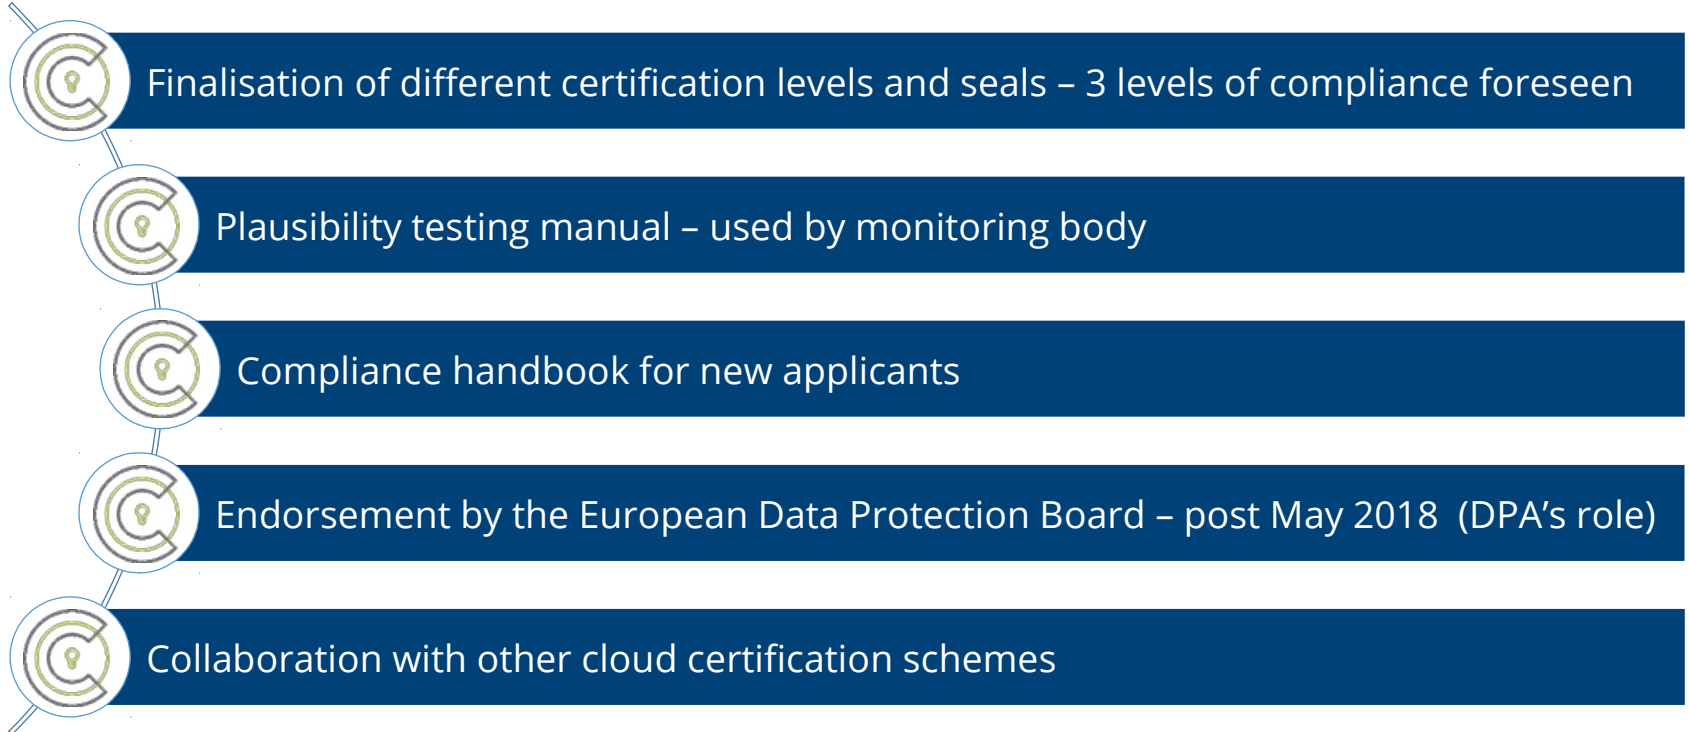 Finalisation of different certification levels and seals – 3 levels of compliance foreseen
Plausibility testing manual – used by monitoring body
Compliance handbook for new applicants
Endorsement by the European Data Protection Board – post May 2018  (DPA’s role)
Collaboration with other cloud certification schemes